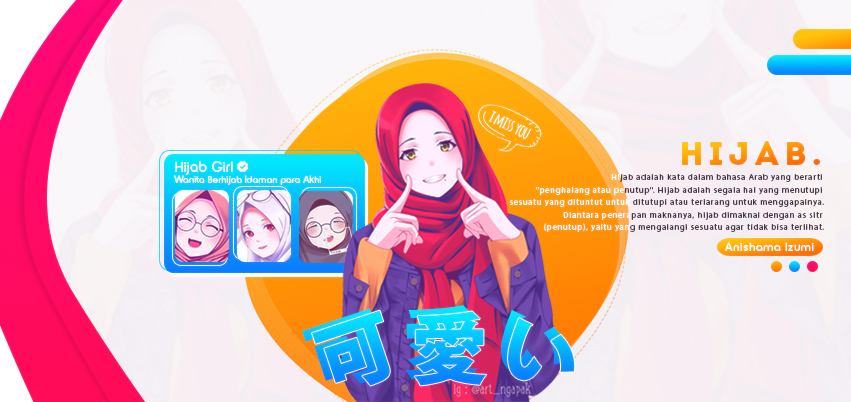 I MISS YOU
Hijab Girl
Wanita Berhijab Idaman para Akhi
HIJAB.
Hijab adalah kata dalam bahasa Arab yang berarti
"penghalang atau penutup". Hijab adalah segala hal yang menutupi
sesuatu yang dituntut untuk ditutupi atau terlarang untuk menggapainya.
Diantara penerapan maknanya, hijab dimaknai dengan as sitr
(penutup), yaitu yang mengalangi sesuatu agar tidak bisa terlihat.
Anishama Izumi
可愛い
ig : @art_ngapak